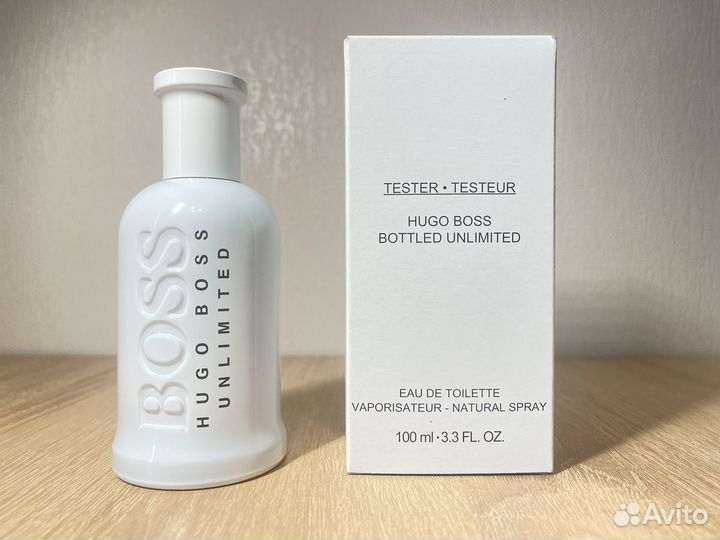 BOSS
HUGO BOSS
UNLIMITED
TESTER • TESTEUR
HUGO BOSS
BOTTLED UNLIMITED
EAU DE TOILETTE
VAPORISATEUR - NATURAL SPRAY
100 ml • 3.3 FL. OZ.
Avito